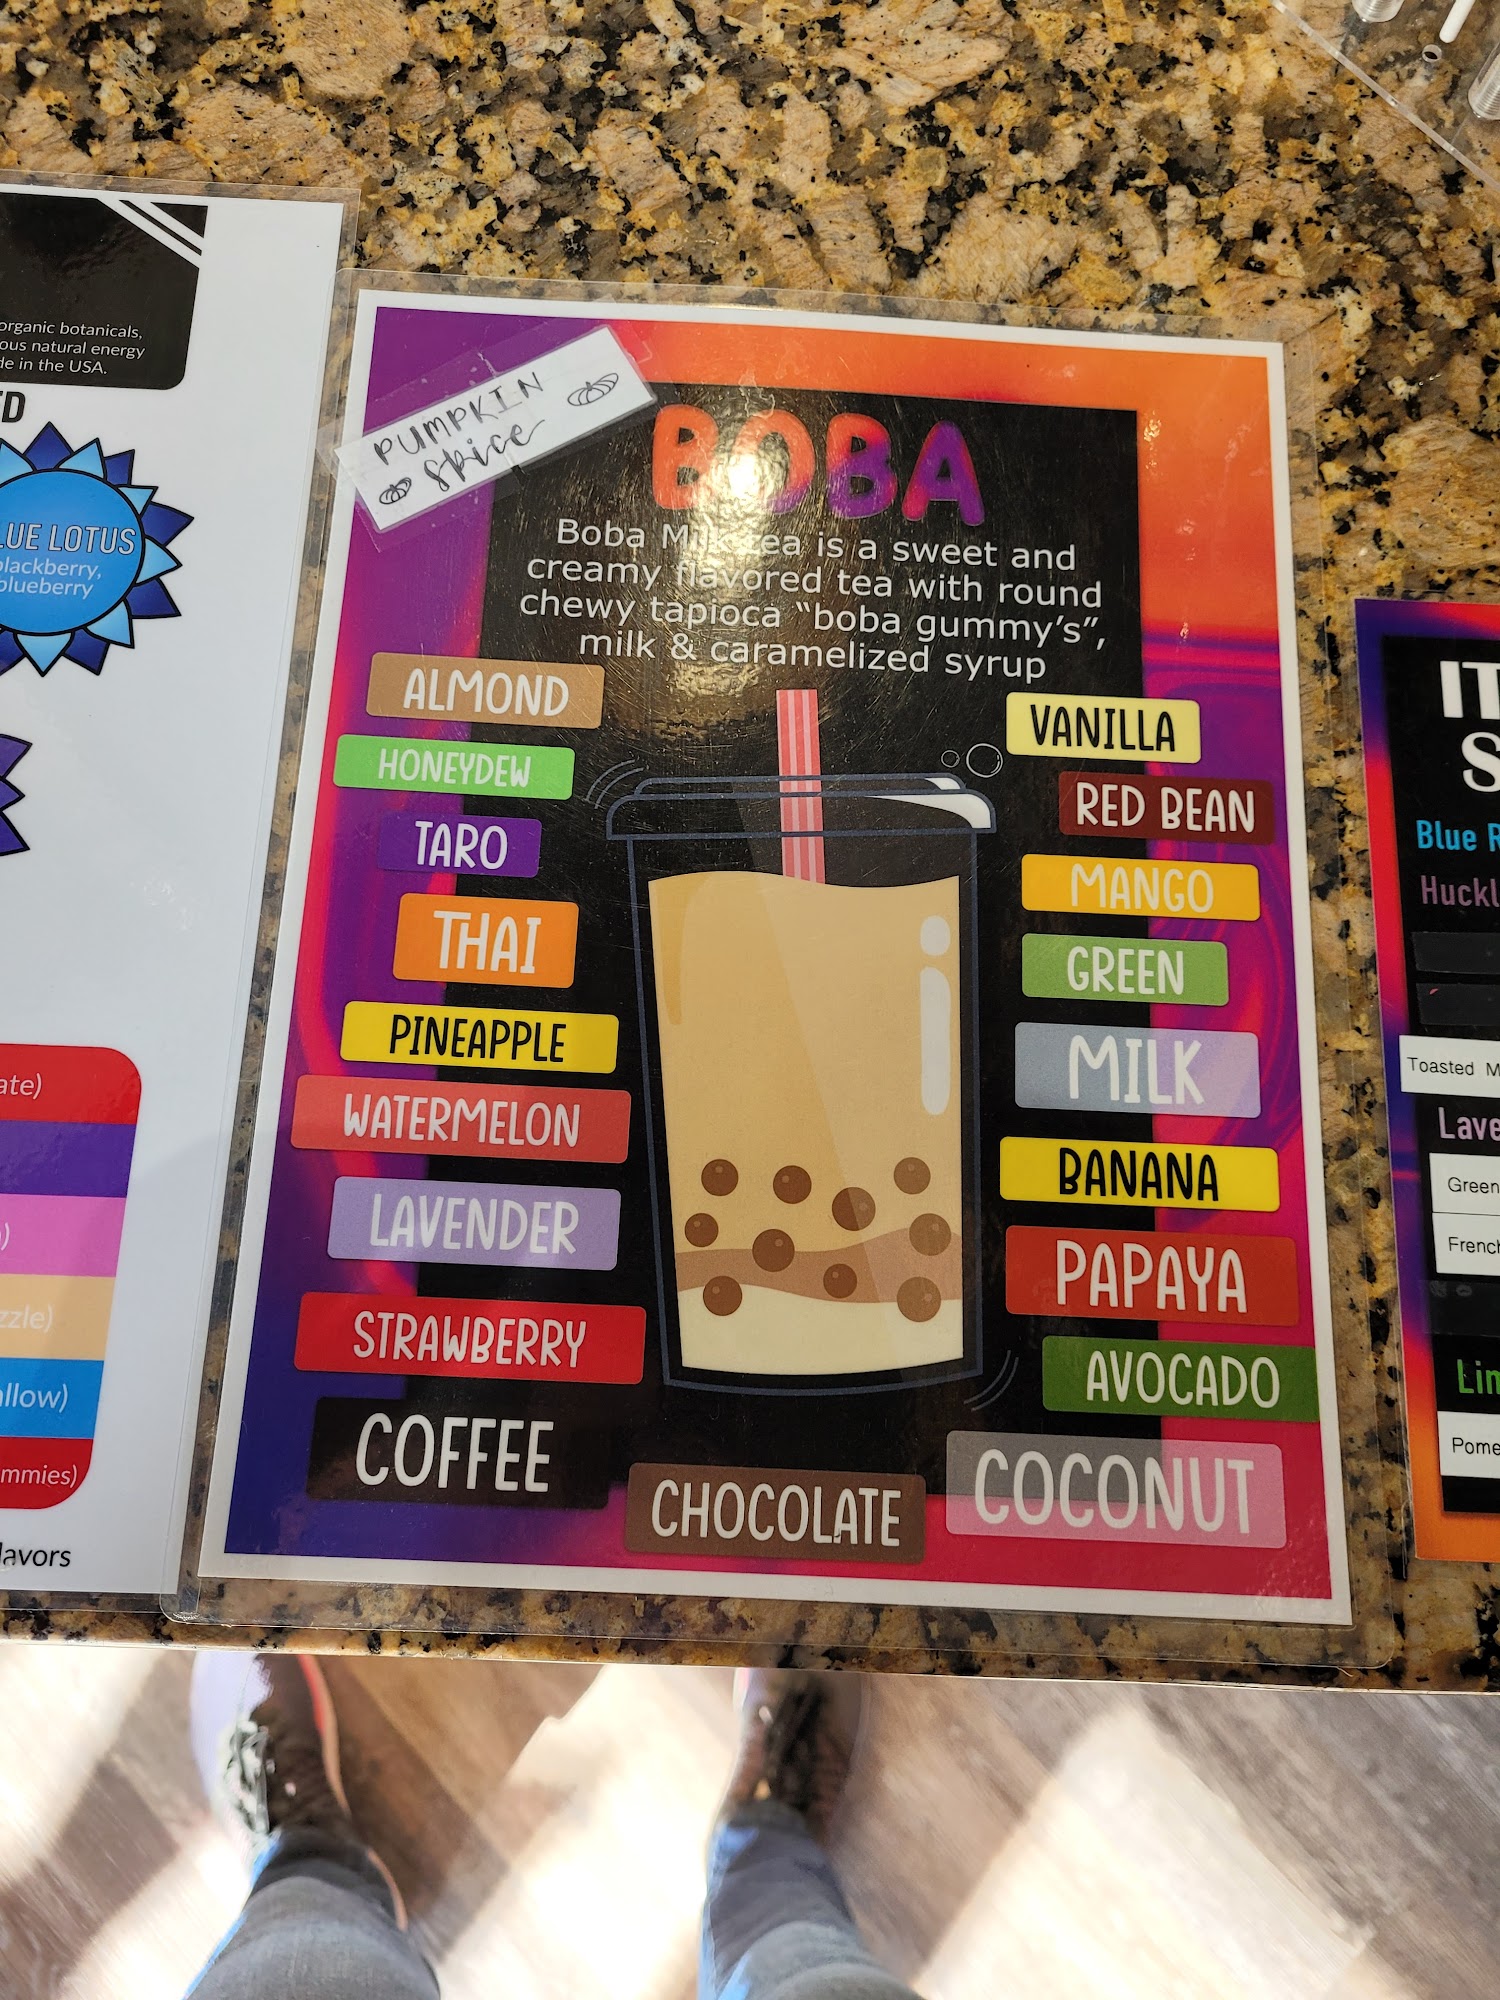 organic botanicals,
ous natural energy
de in the USA.
LUE LOTUS
blackberry,
blueberry
ate)
zzle)
allow)
mmies)
lavors
PUMPKIN
spice
BOBA
Boba Milk tea is a sweet and
creamy flavored tea with round
chewy tapioca “boba gummy’s”,
milk & caramelized syrup
ALMOND
HONEYDEW
TARO
THAI
PINEAPPLE
WATERMELON
LAVENDER
STRAWBERRY
COFFEE
CHOCOLATE
VANILLA
RED BEAN
MANGO
GREEN
MILK
BANANA
PAPAYA
AVOCADO
COCONUT
IT
S
Blue R
Huckl
Toasted M
Lave
Green
French
Lim
Pome